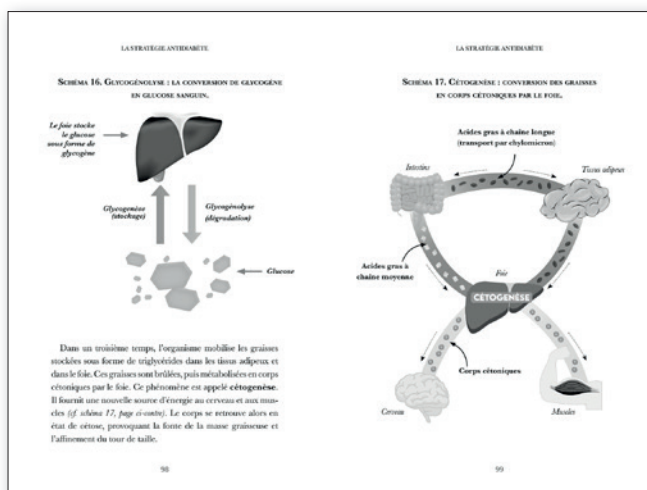 LA STRATÉGIE ANTIDIABÈTE
SCHÉMA 16. GLYCOGÉNOLYSE : LA CONVERSION DE GLYCOGÈNE
EN GLUCOSE SANGUIN.
Le foie stocke
le glucose
sous forme de
glycogène
Glycogenèse
(stockage)
Glycogénolyse
(dégradation)
Glucose
Dans un troisième temps, l'organisme mobilise les graisses
stockées sous forme de triglycérides dans les tissus adipeux et
dans le foie. Ces graisses sont brûlées, puis métabolisées en corps
cétoniques par le foie. Ce phénomène est appelé cétogenèse.
Il fournit une nouvelle source d'énergie au cerveau et aux mus-
cles (cf. schéma 17, page ci-contre). Le corps se retrouve alors en
état de cétose, provoquant la fonte de la masse graisseuse et
l'affinement du tour de taille.
98
LA STRATÉGIE ANTIDIABÈTE
SCHÉMA 17. CÉTOGENÈSE : CONVERSION DES GRAISSES
EN CORPS CÉTONIQUES PAR LE FOIE.
Acides gras à chaîne longue
(transport par chylomicron)
Intestins
Tissus adipeux
Acides gras à
chaîne moyenne
Foie
CÉTOGENÈSE
Corps cétoniques
Cerveau
Muscles
99